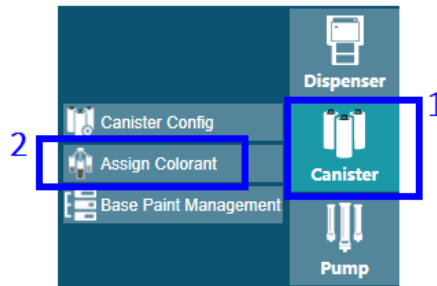 Dispenser
1
Canister Config
2
Assign Colorant
Canister
Base Paint Management
Pump